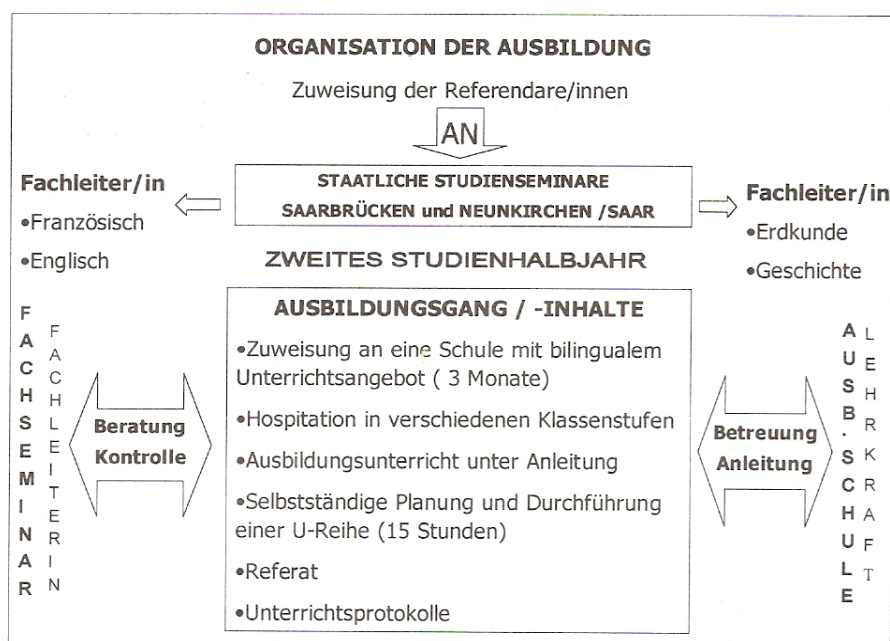 ORGANISATION DER AUSBILDUNG
Zuweisung der Referendare/innen
AN
STAATLICHE STUDIENSEMINARE
SAARBRÜCKEN und NEUNKIRCHEN /SAAR
Fachleiter/in
•Französisch
•Englisch
Fachleiter/in
•Erdkunde
•Geschichte
ZWEITES STUDIENHALBJAHR
AUSBILDUNGSGANG / -INHALTE
•Zuweisung an eine Schule mit bilingualem
Unterrichtsangebot ( 3 Monate)
•Hospitation in verschiedenen Klassenstufen
•Ausbildungsunterricht unter Anleitung
•Selbstständige Planung und Durchführung
einer U-Reihe (15 Stunden)
•Referat
•Unterrichtsprotokolle
FACHSEMINAR
FACHLEITERIN
Beratung
Kontrolle
Betreuung
Anleitung
AUSB.SCHULE
LEHRKRAFT